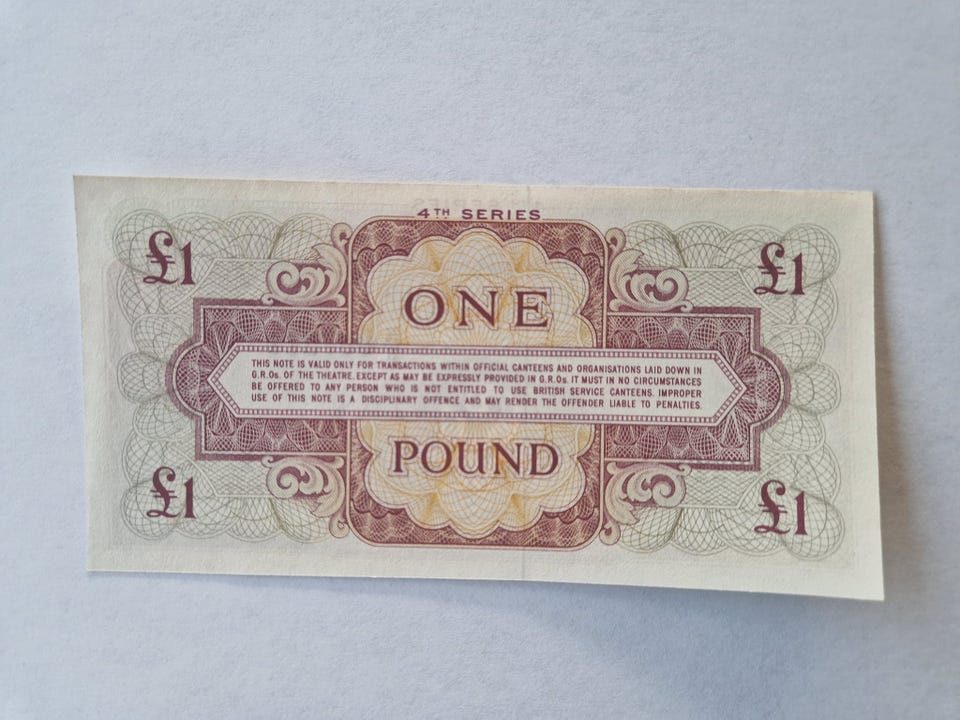 4TH SERIES
£1 £1
ONE
THIS NOTE IS VALID ONLY FOR TRANSACTIONS WITHIN OFFICIAL CANTEENS AND ORGANISATIONS LAID DOWN IN
G.R.Os. OF THE THEATRE. EXCEPT AS MAY BE EXPRESSLY PROVIDED IN G.R.Os. IT MUST IN NO CIRCUMSTANCES
BE OFFERED TO ANY PERSON WHO IS NOT ENTITLED TO USE BRITISH SERVICE CANTEENS. IMPROPER
USE OF THIS NOTE IS A DISCIPLINARY OFFENCE AND MAY RENDER THE OFFENDER LIABLE TO PENALTIES.
POUND
£1 £1